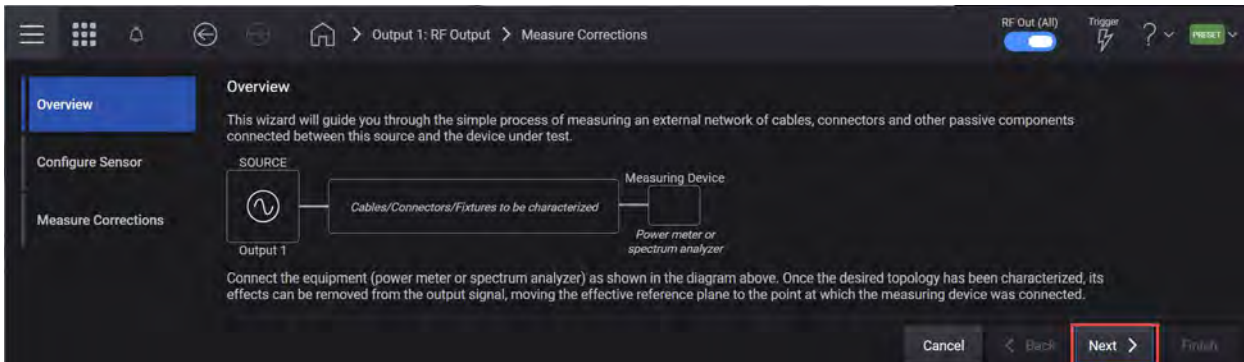 Output 1: RF Output > Measure Corrections
RF Out (All)
Trigger
?
PRESET
Overview
Configure Sensor
Measure Corrections
Overview
This wizard will guide you through the simple process of measuring an external network of cables, connectors and other passive components
connected between this source and the device under test.
SOURCE
Output 1
Cables/Connectors/Fixtures to be characterized
Measuring Device
Power meter or
spectrum analyzer
Connect the equipment (power meter or spectrum analyzer) as shown in the diagram above. Once the desired topology has been characterized, its
effects can be removed from the output signal, moving the effective reference plane to the point at which the measuring device was connected.
Cancel
< Back
Next >
Finish